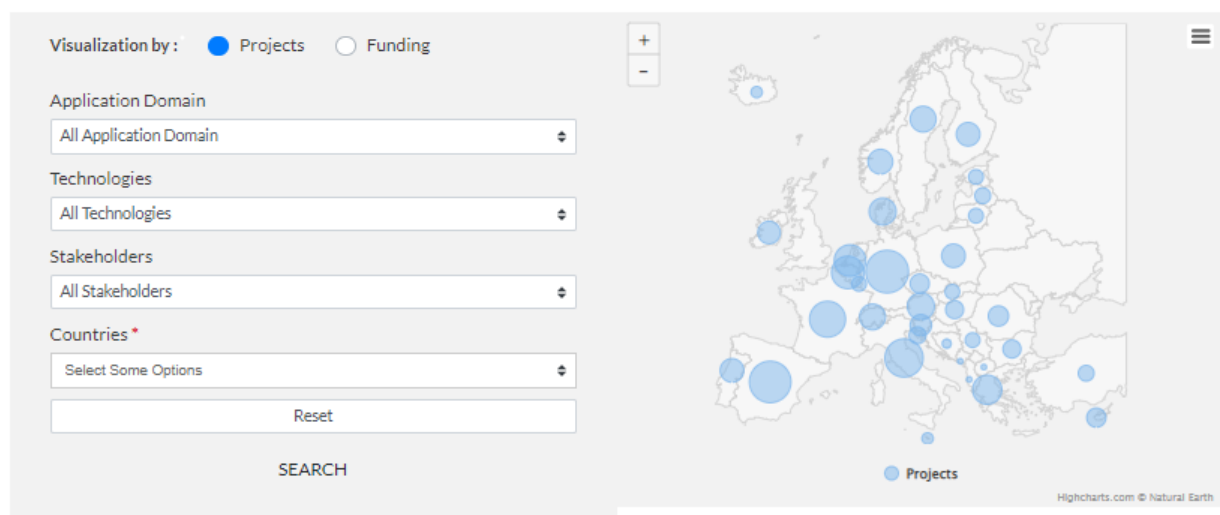 Visualization by : Projects Funding
Application Domain
All Application Domain
Technologies
All Technologies
Stakeholders
All Stakeholders
Countries *
Select Some Options
Reset
SEARCH
+
-
Projects
Highcharts.com © Natural Earth